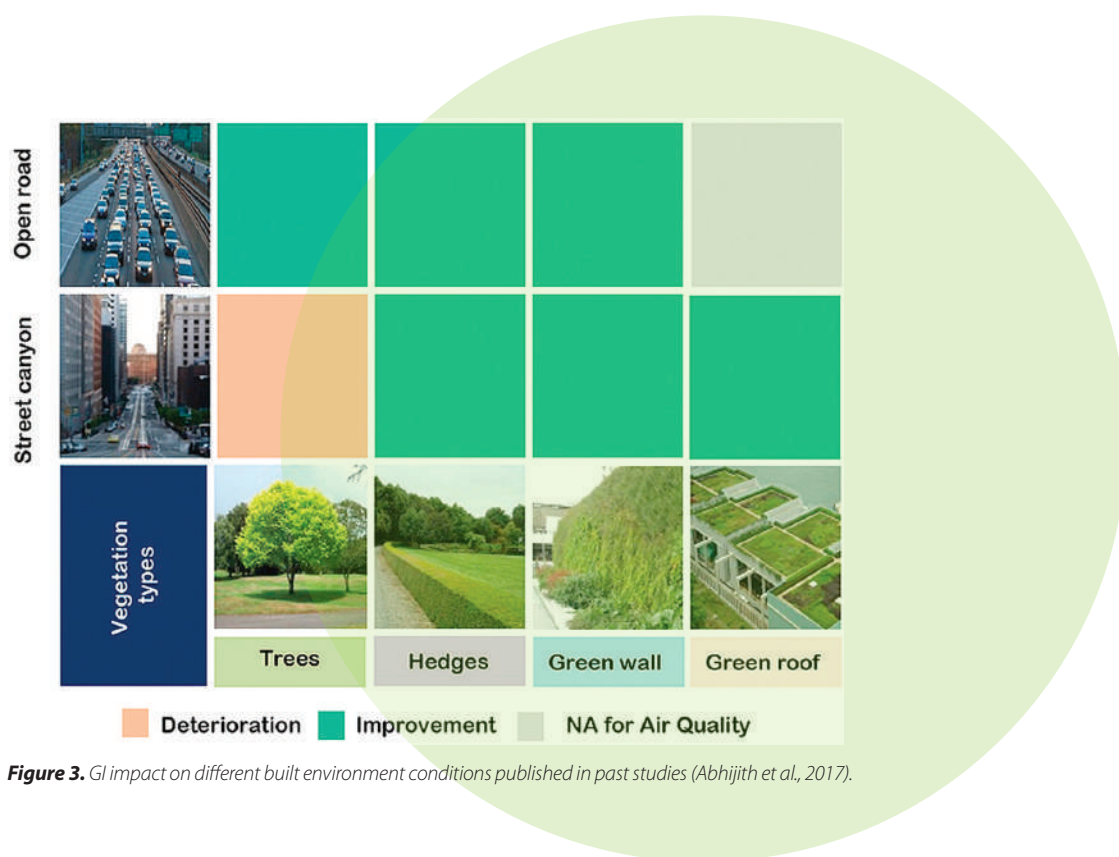 Open road
Street canyon
Vegetation
types
Trees
Hedges
Green wall
Green roof
Deterioration
Improvement
NA for Air Quality
Figure 3. GI impact on different built environment conditions published in past studies (Abhijith et al., 2017).